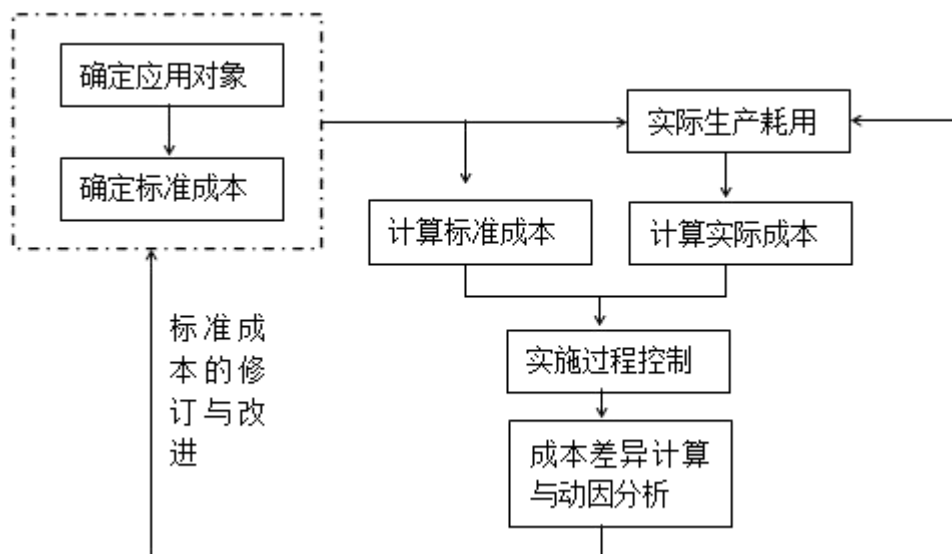 确定应用对象
实际生产耗用
确定标准成本
计算标准成本
计算实际成本
标准成
本的修
订与改
进
实施过程控制
成本差异计算
与动因分析